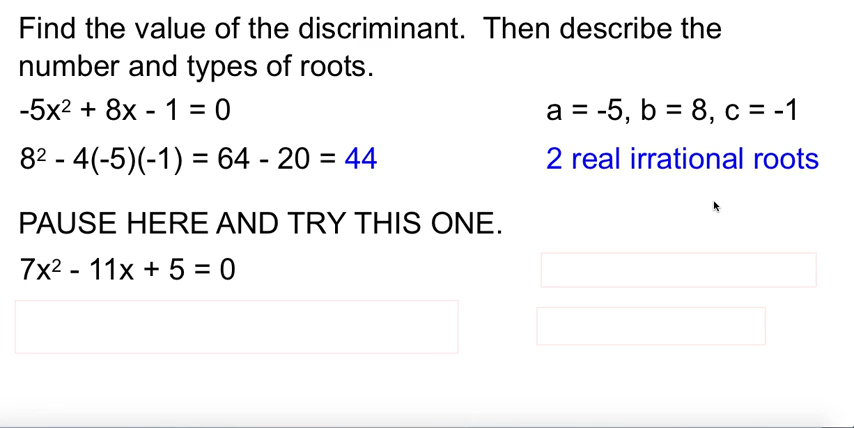 Find the value of the discriminant.  Then describe the
number and types of roots.
-5x² + 8x - 1 = 0
a = -5, b = 8, c = -1
8² - 4(-5)(-1) = 64 - 20 = 44
2 real irrational roots
PAUSE HERE AND TRY THIS ONE.
7x² - 11x + 5 = 0